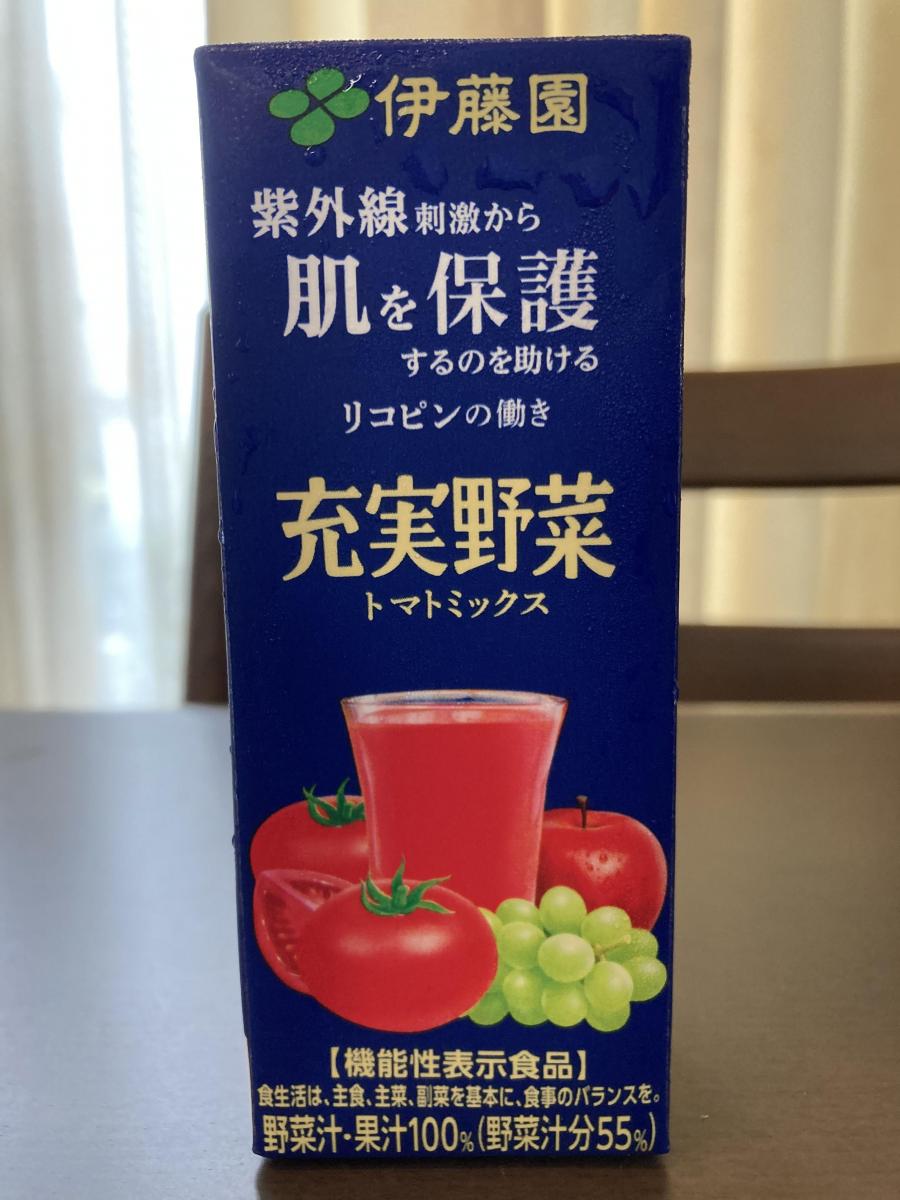 伊藤園
紫外線刺激から
肌を保護
するのを助ける
リコピンの働き
充実野菜
トマトミックス
【機能性表示食品】
食生活は、主食、主菜、副菜を基本に、食事のバランスを。
野菜汁・果汁100%(野菜汁分55%)